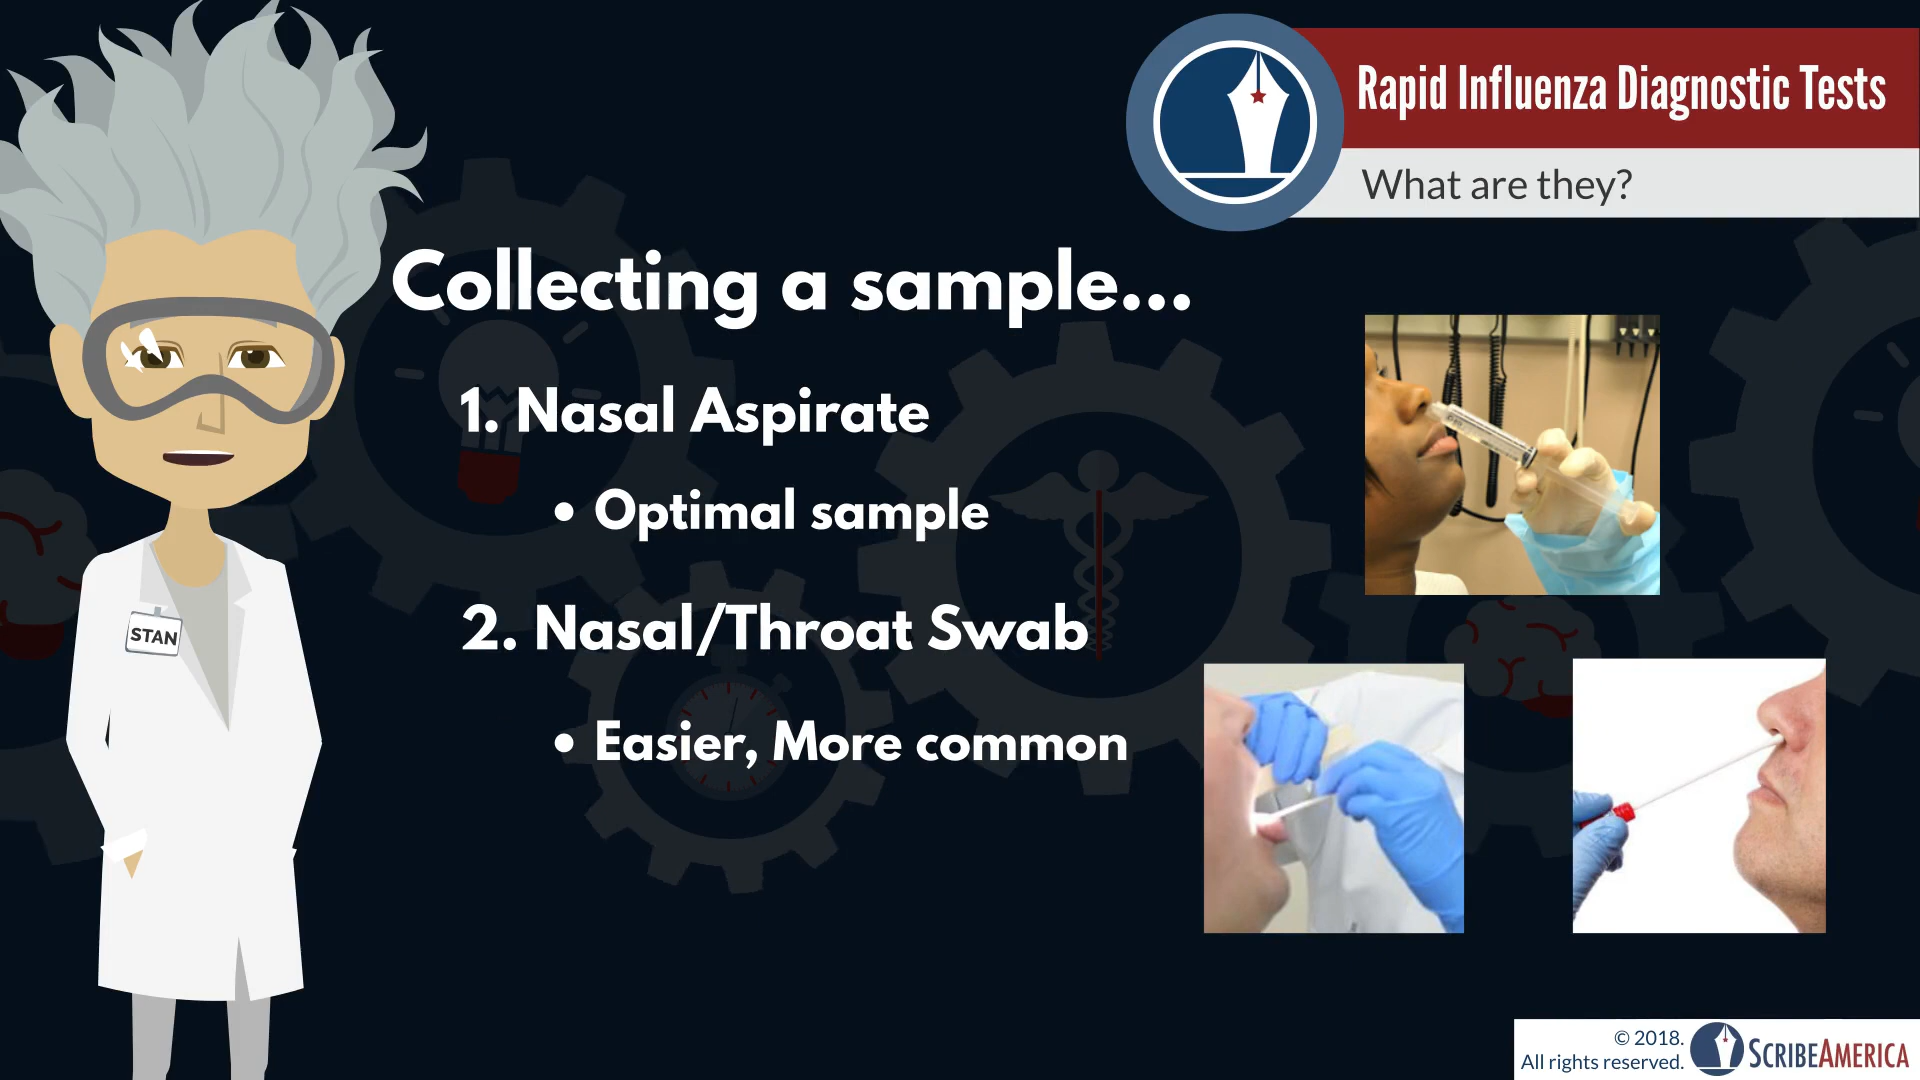 Rapid Influenza Diagnostic Tests
What are they?
Collecting a sample...
1. Nasal Aspirate
• Optimal sample
2. Nasal/Throat Swab
• Easier, More common
STAN
© 2018.
All rights reserved.
SCRIBEAMERICA